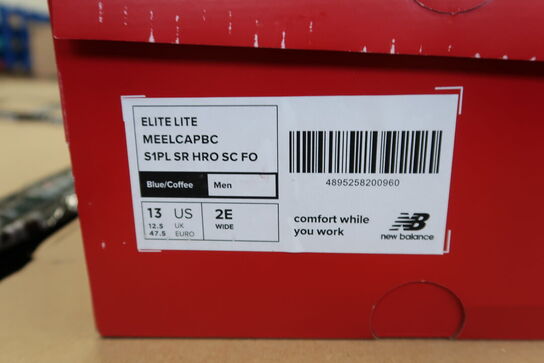 ELITE LITE
MEELCAPBC
S1PL SR HRO SC FO
Blue/Coffee Men
13 US 2E
12.5 UK WIDE
47.5 EURO
4895258200960
comfort while
you work
NB
new balance